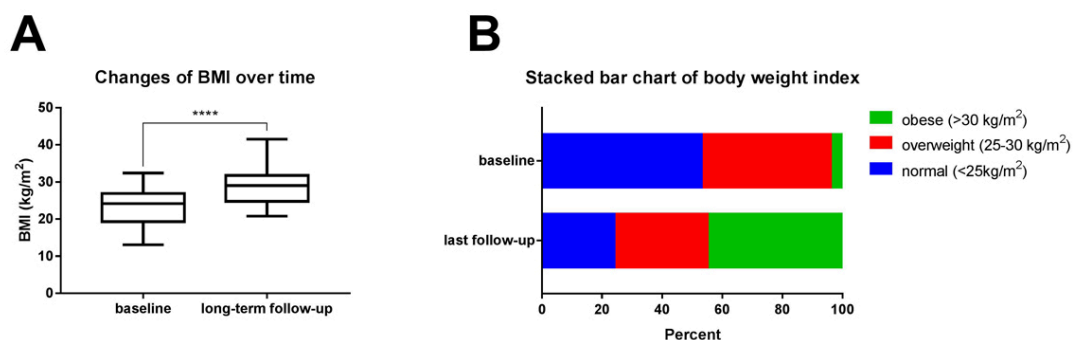 A
Changes of BMI over time
BMI (kg/m²)
50
40
30
20
10
0
****
baseline
long-term follow-up
B
Stacked bar chart of body weight index
baseline
last follow-up
0
20
40
60
80
100
Percent
obese (>30 kg/m²)
overweight (25-30 kg/m²)
normal (<25kg/m²)